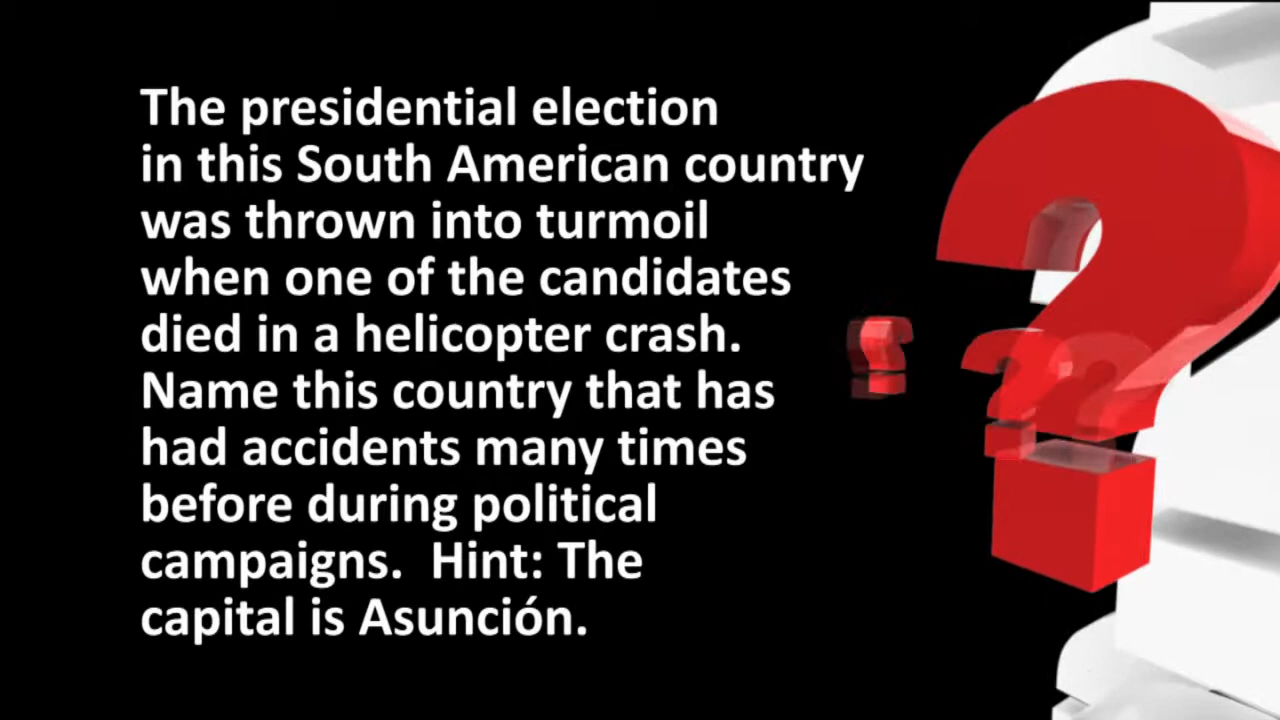 The presidential election
in this South American country
was thrown into turmoil
when one of the candidates
died in a helicopter crash.
Name this country that has
had accidents many times
before during political
campaigns.  Hint: The
capital is Asunción.